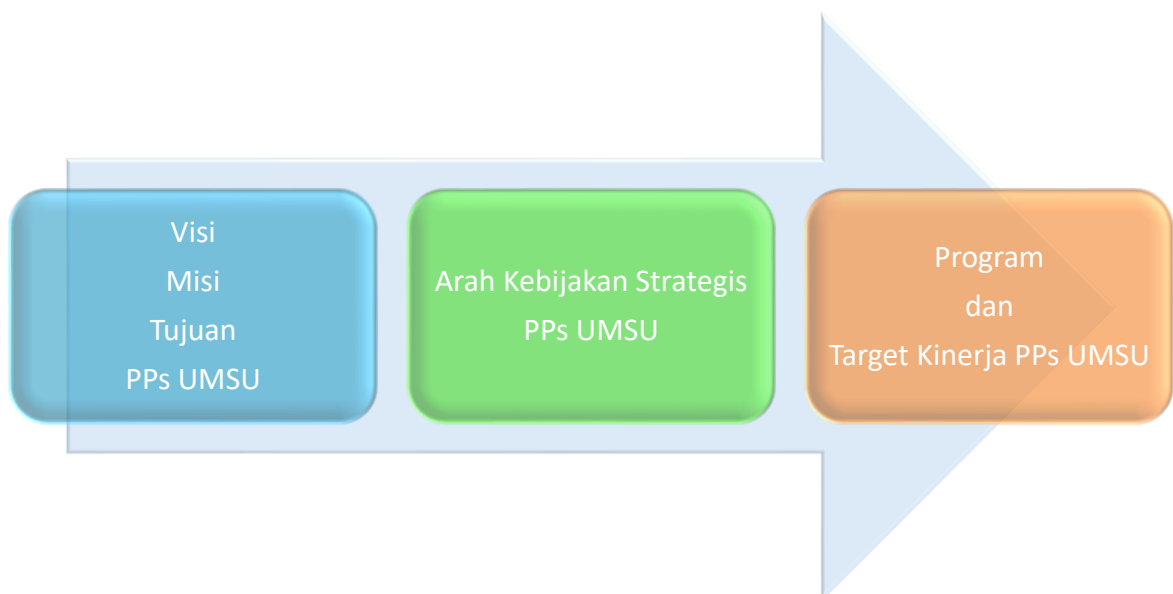 Visi
Misi
Tujuan
PPs UMSU
Arah Kebijakan Strategis
PPs UMSU
Program
dan
Target Kinerja PPs UMSU